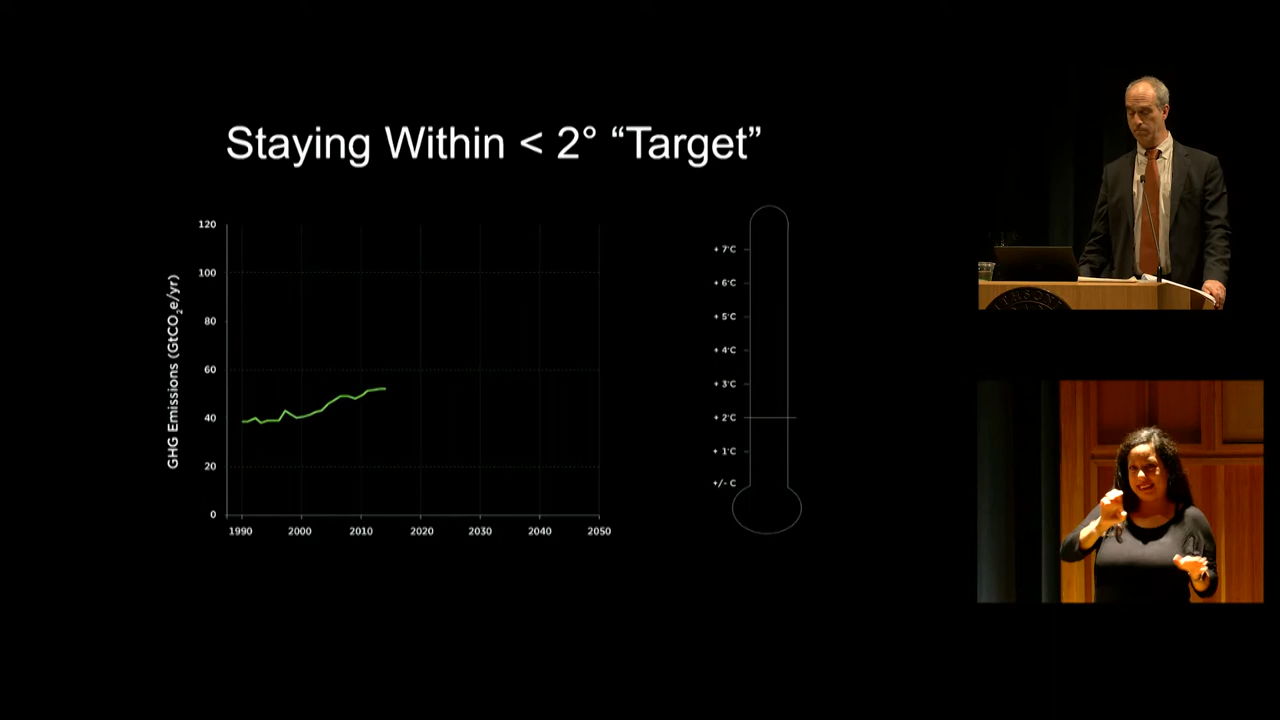 Staying Within < 2° “Target”
GHG Emissions (GtCO₂e/yr)
120
100
80
60
40
20
0
1990 2000 2010 2020 2030 2040 2050
+ 7°C
+ 6°C
+ 5°C
+ 4°C
+ 3°C
+ 2°C
+ 1°C
+/- C